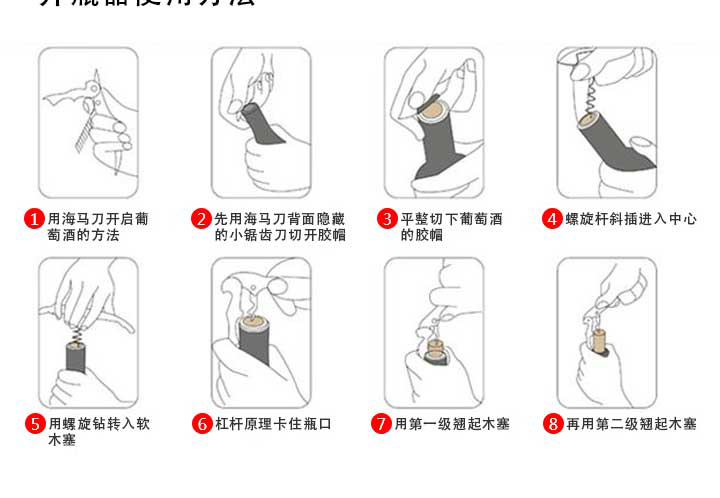 开瓶器使用方法
1 用海马刀开启葡
萄酒的方法
2 先用海马刀背面隐藏
的小锯齿刀切开胶帽
3 平整切下葡萄酒
的胶帽
4 螺旋杆斜插进入中心
5 用螺旋钻转入软
木塞
6 杠杆原理卡住瓶口
7 用第一级翘起木塞
8 再用第二级翘起木塞